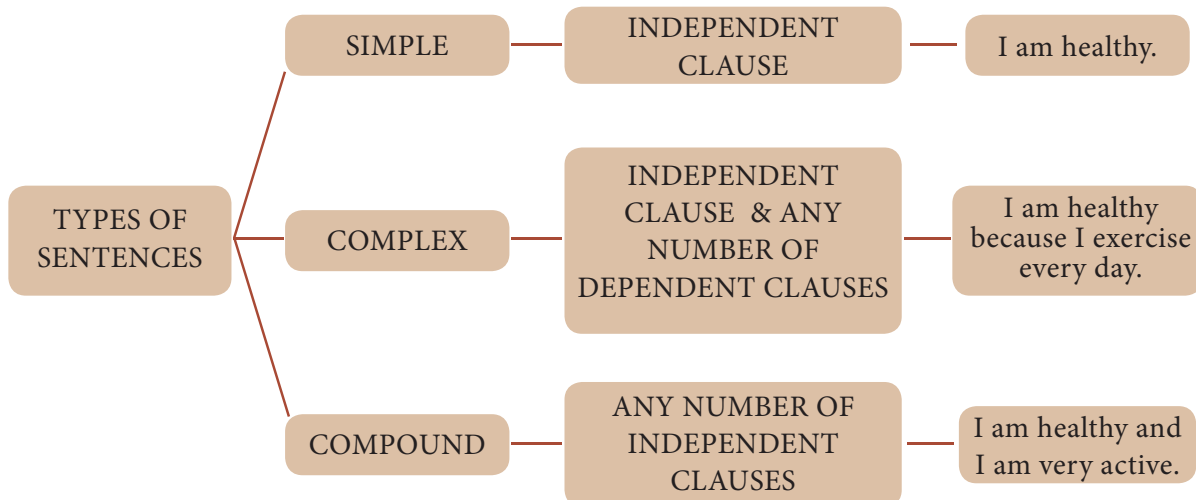 TYPES OF
SENTENCES
SIMPLE
INDEPENDENT
CLAUSE
I am healthy.
COMPLEX
INDEPENDENT
CLAUSE & ANY
NUMBER OF
DEPENDENT CLAUSES
I am healthy
because I exercise
every day.
COMPOUND
ANY NUMBER OF
INDEPENDENT
CLAUSES
I am healthy and
I am very active.